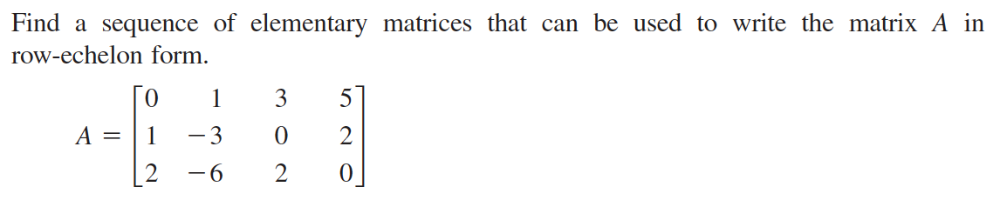 Find a sequence of elementary matrices that can be used to write the matrix A in
row-echelon form.
0 1 3 5
A = 1 −3 0 2
2 −6 2 0